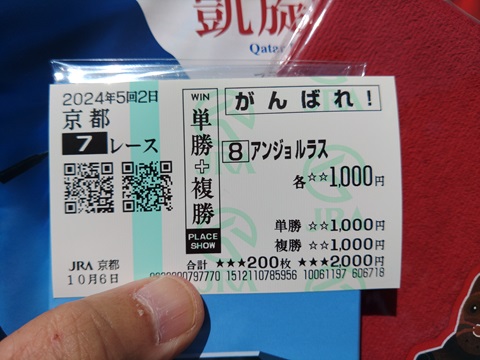 凱旋
Qatar
2024年5回2日
京都
7レース
JRA 京都
10月6日
WIN
単勝+複勝
PLACE
SHOW
がんばれ!
8 アンジョルラス
各☆☆1,000円
単勝 ☆☆1,000円
複勝 ☆☆1,000円
合計 ★★★200枚 ★★★2,000円
1512110785956 10061197 606718
JRA